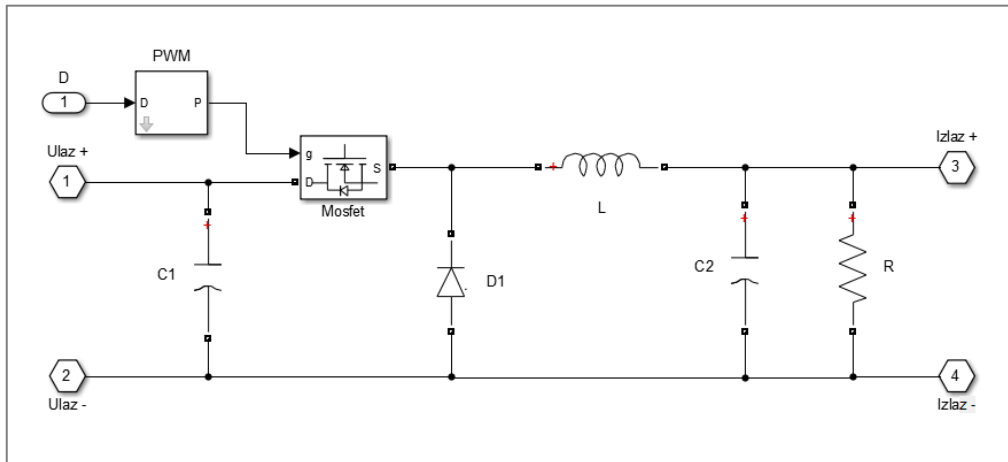 PWM
D
1
D
P
Ulaz +
1
g
D
S
Mosfet
L
C1
D1
C2
R
Izlaz +
3
2
Ulaz -
4
Izlaz -